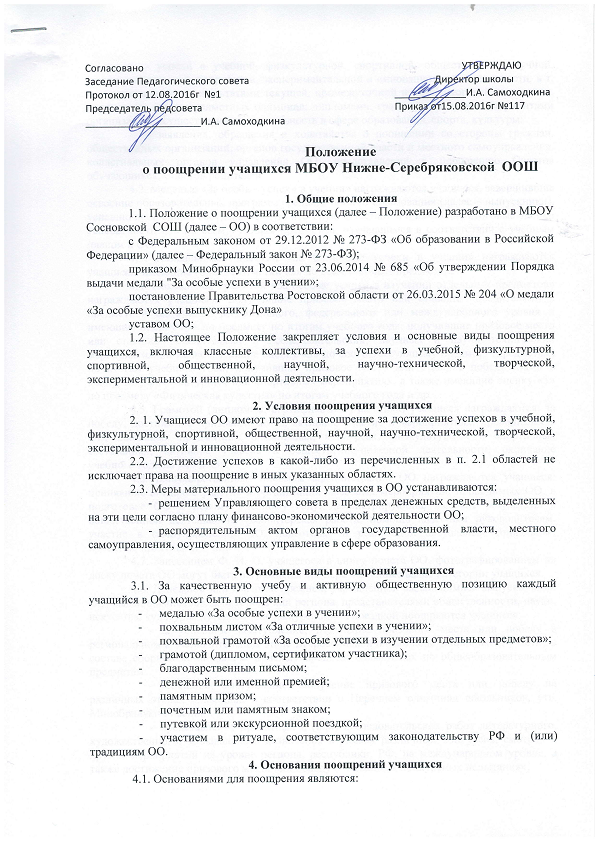 Согласовано УТВЕРЖДАЮ
Заседание Педагогического совета Директор школы
Протокол от 12.08.2016г №1 И.А. Самоходкина
Председатель педсовета Приказ от15.08.2016г №117
И.А. Самоходкина
Положение
о поощрении учащихся МБОУ Нижне-Серебряковской ООШ
1. Общие положения
1.1. Положение о поощрении учащихся (далее – Положение) разработано в МБОУ
Сосновской СОШ (далее – ОО) в соответствии:
с Федеральным законом от 29.12.2012 № 273-ФЗ «Об образовании в Российской
Федерации» (далее – Федеральный закон № 273-ФЗ);
приказом Минобрнауки России от 23.06.2014 № 685 «Об утверждении Порядка
выдачи медали "За особые успехи в учении»;
постановление Правительства Ростовской области от 26.03.2015 № 204 «О медали
«За особые успехи выпускнику Дона»
уставом ОО;
1.2. Настоящее Положение закрепляет условия и основные виды поощрения
учащихся, включая классные коллективы, за успехи в учебной, физкультурной,
спортивной, общественной, научной, научно-технической, творческой,
экспериментальной и инновационной деятельности.
2. Условия поощрения учащихся
2. 1. Учащиеся ОО имеют право на поощрение за достижение успехов в учебной,
физкультурной, спортивной, общественной, научной, научно-технической, творческой,
экспериментальной и инновационной деятельности.
2.2. Достижение успехов в какой-либо из перечисленных в п. 2.1 областей не
исключает права на поощрение в иных указанных областях.
2.3. Меры материального поощрения учащихся в ОО устанавливаются:
- решением Управляющего совета в пределах денежных средств, выделенных
на эти цели согласно плану финансово-экономической деятельности ОО;
- распорядительным актом органов государственной власти, местного
самоуправления, осуществляющих управление в сфере образования.
3. Основные виды поощрений учащихся
3.1. За качественную учебу и активную общественную позицию каждый
учащийся в ОО может быть поощрен:
- медалью «За особые успехи в учении»;
- похвальным листом «За отличные успехи в учении»;
- похвальной грамотой «За особые успехи в изучении отдельных предметов»;
- грамотой (дипломом, сертификатом участника);
- благодарственным письмом;
- денежной или именной премией;
- памятным призом;
- почетным или памятным знаком;
- путевкой или экскурсионной поездкой;
- участием в ритуале, соответствующим законодательству РФ и (или)
традициям ОО.
4. Основания поощрений учащихся
4.1. Основаниями для поощрения являются: